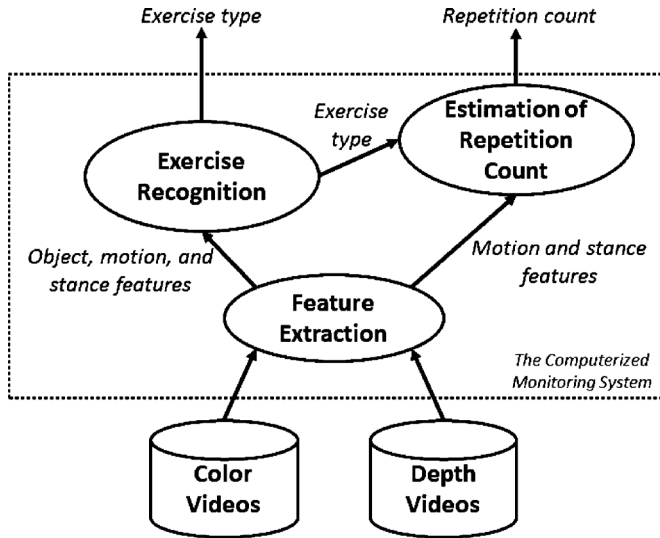 Exercise type
Repetition count
Exercise
type
Estimation of
Repetition
Count
Exercise
Recognition
Object, motion, and
stance features
Motion and stance
features
Feature
Extraction
The Computerized
Monitoring System
Color
Videos
Depth
Videos